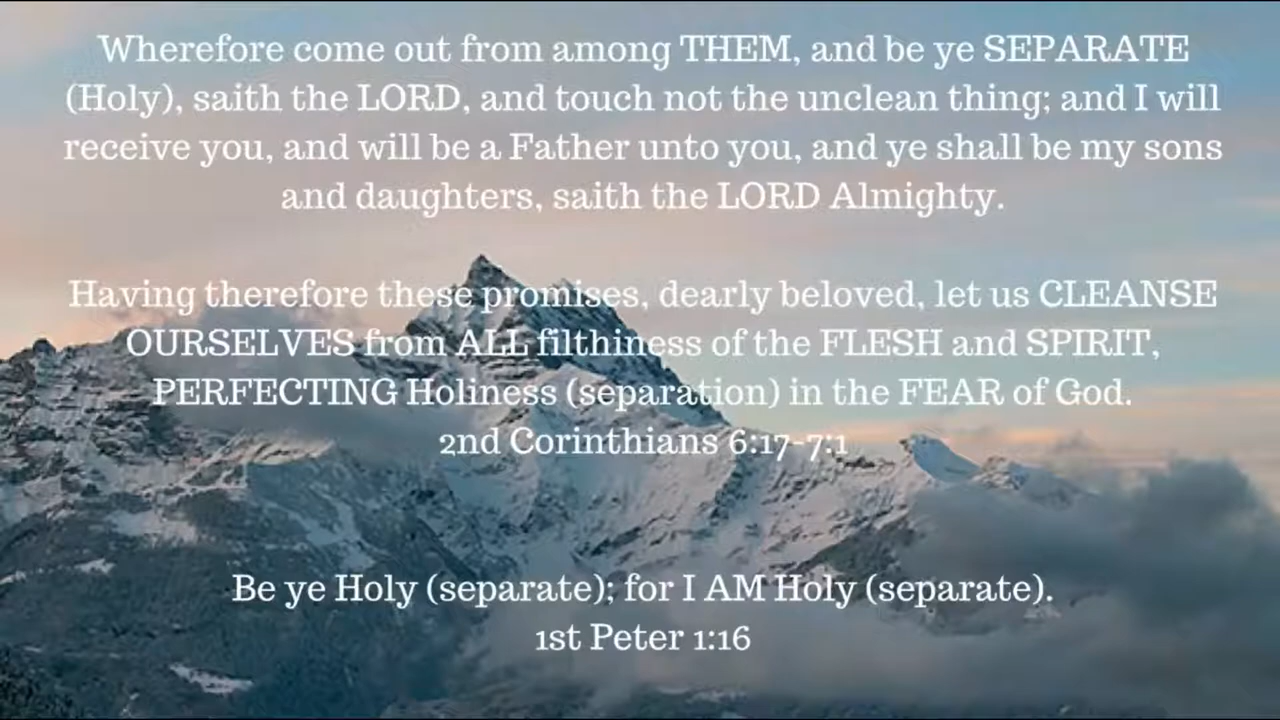 Wherefore come out from among THEM, and be ye SEPARATE
(Holy), saith the LORD, and touch not the unclean thing; and I will
receive you, and will be a Father unto you, and ye shall be my sons
and daughters, saith the LORD Almighty.
Having therefore these promises, dearly beloved, let us CLEANSE
OURSELVES from ALL filthiness of the FLESH and SPIRIT,
PERFECTING Holiness (separation) in the FEAR of God.
2nd Corinthians 6:17-7:1
Be ye Holy (separate); for I AM Holy (separate).
1st Peter 1:16